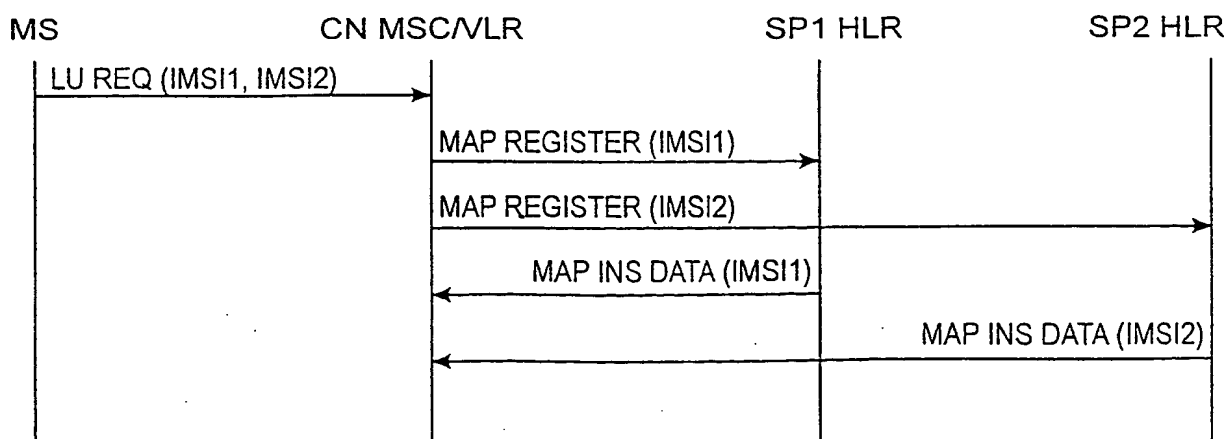 MS CN MSC/VLR SP1 HLR SP2 HLR
LU REQ (IMSI1, IMSI2)
MAP REGISTER (IMSI1)
MAP REGISTER (IMSI2)
MAP INS DATA (IMSI1)
MAP INS DATA (IMSI2)